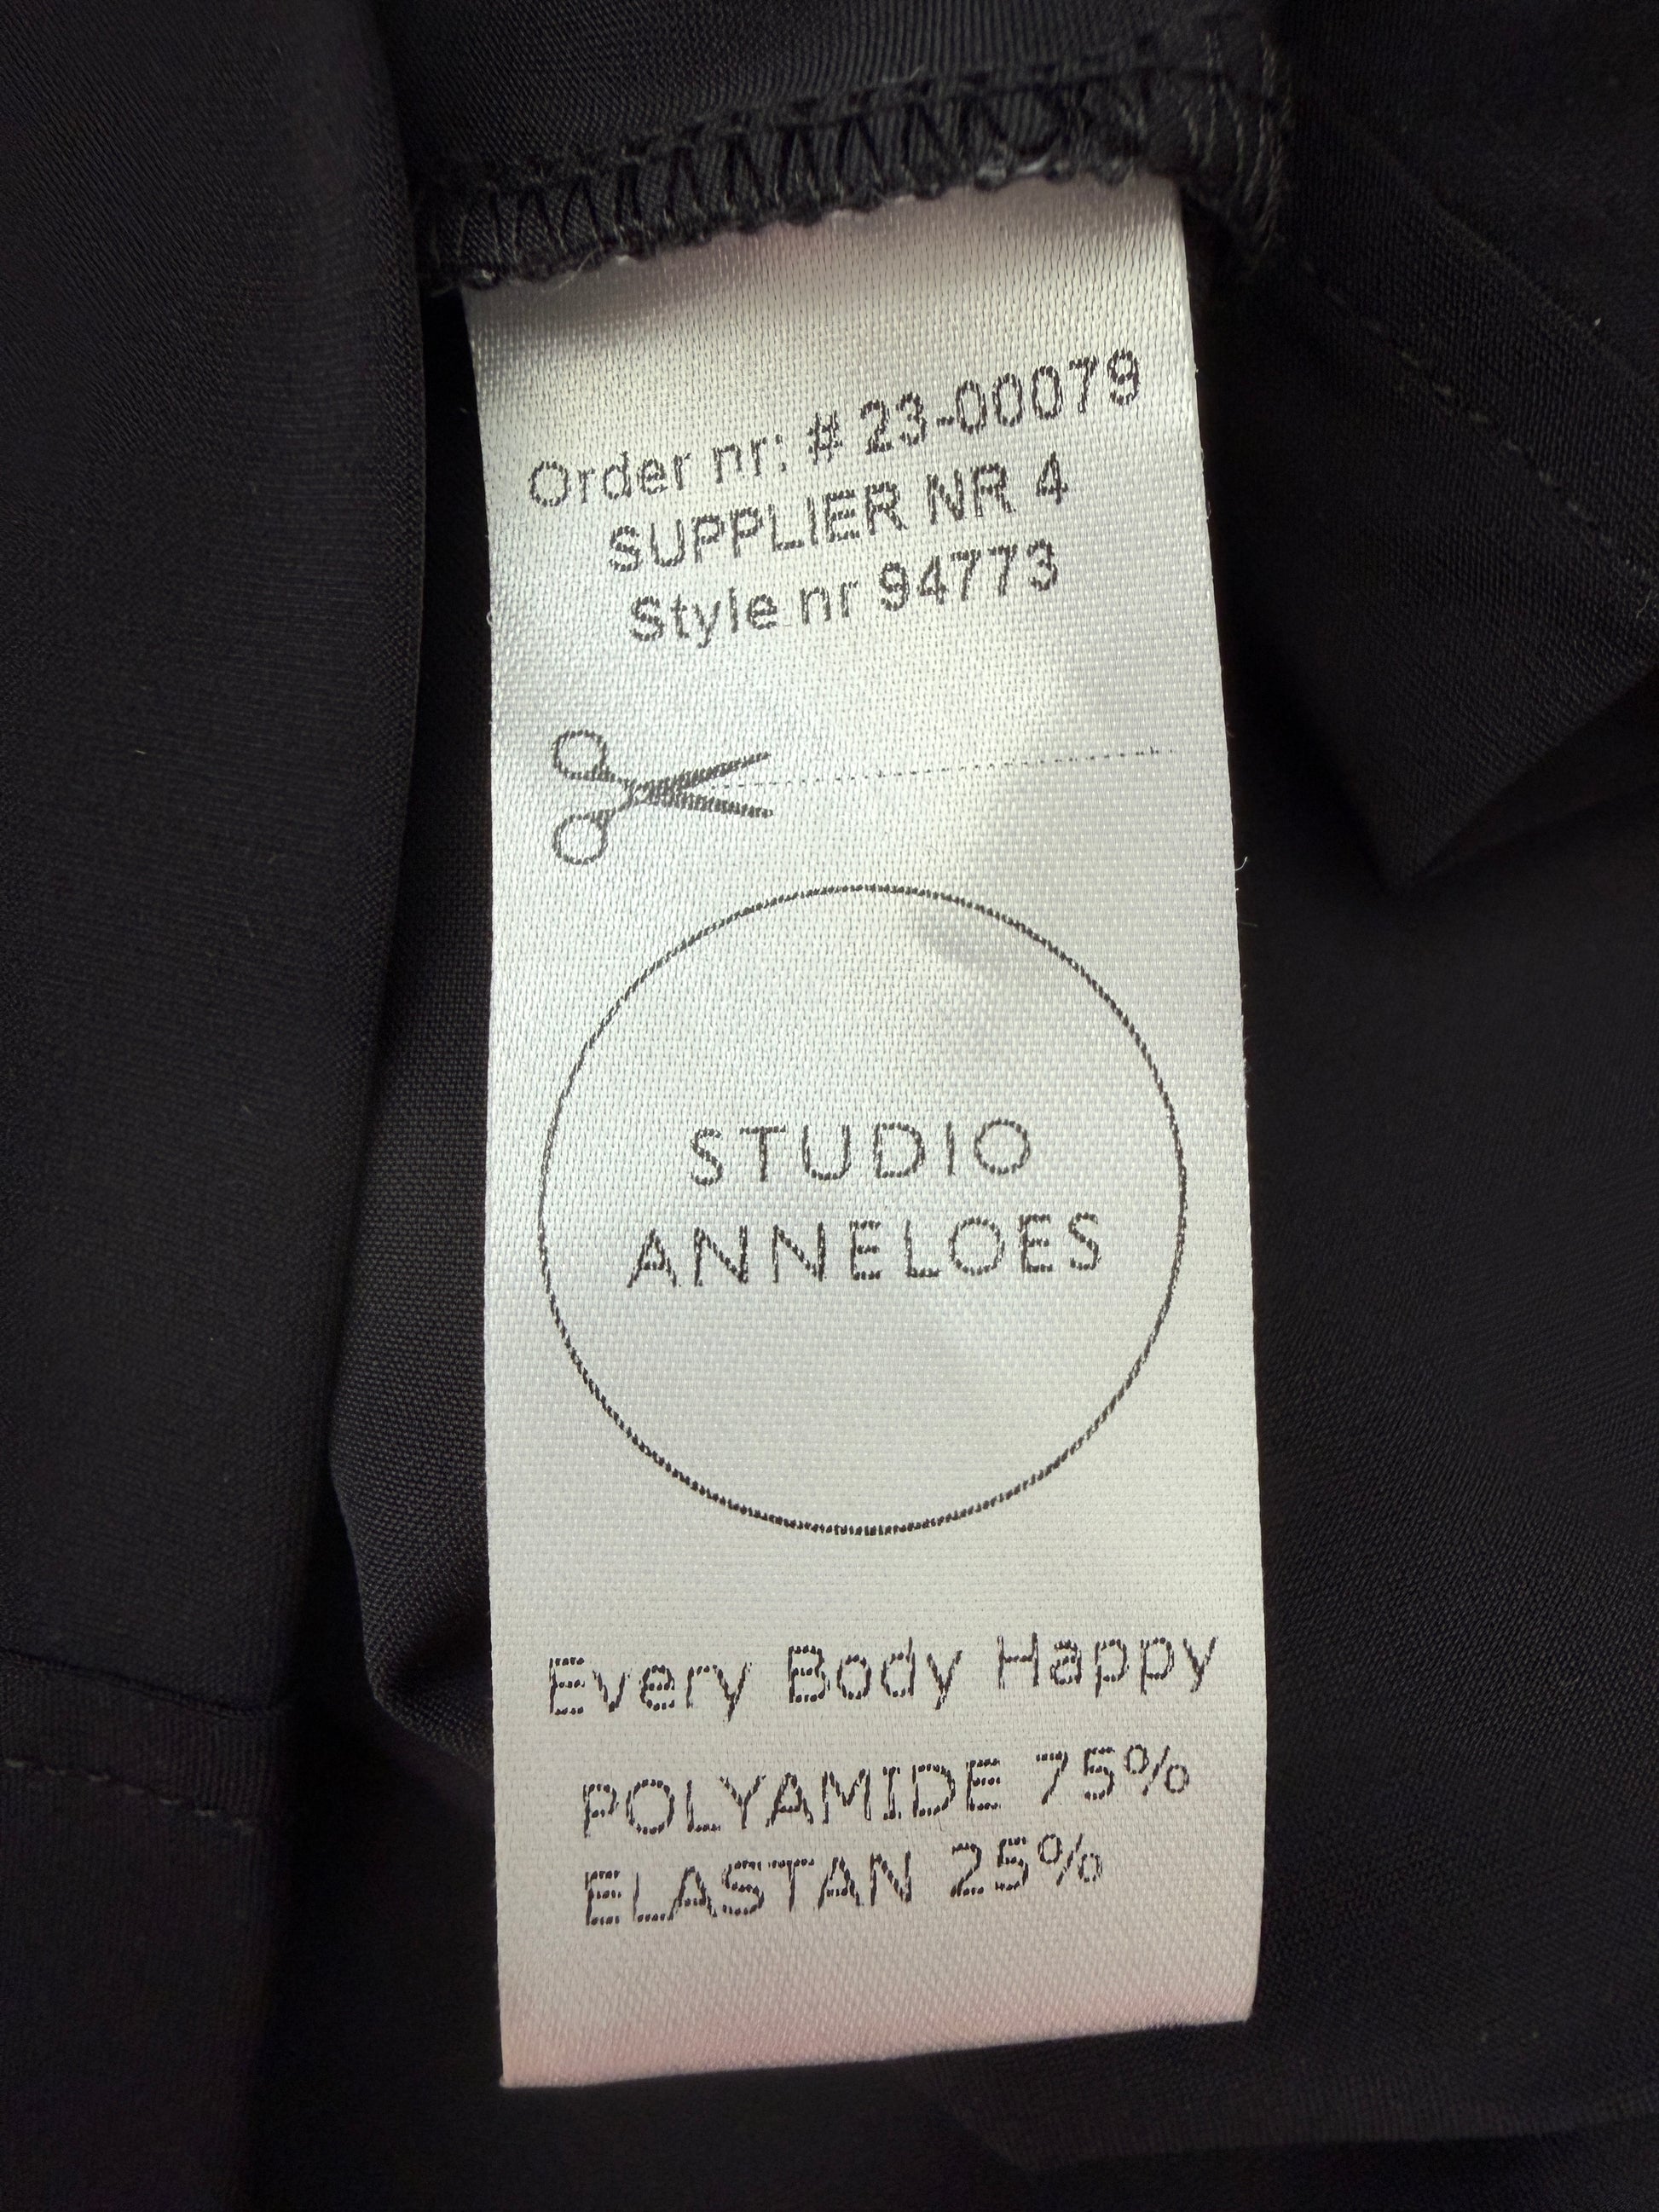 Order nr: # 23-00079
SUPPLIER NR 4
Style nr 94773
STUDIO
ANNELOES
Every Body Happy
POLYAMIDE 75%
ELASTAN 25%